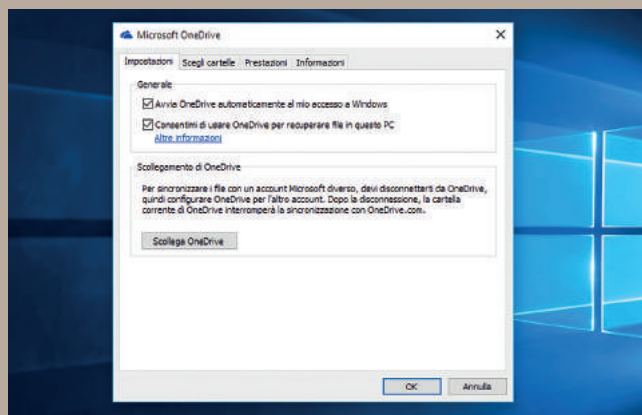 Microsoft OneDrive
Impostazioni Scegli cartelle Prestazioni Informazioni
Generale
Avvia OneDrive automaticamente al mio accesso a Windows
Consentimi di usare OneDrive per recuperare file in questo PC
Altre informazioni
Scollegamento di OneDrive
Per sincronizzare i file con un account Microsoft diverso, devi disconnetterti da OneDrive,
quindi configurare OneDrive per l'altro account. Dopo la disconnessione, la cartella
corrente di OneDrive interromperà la sincronizzazione con OneDrive.com.
Scollega OneDrive
OK Annulla